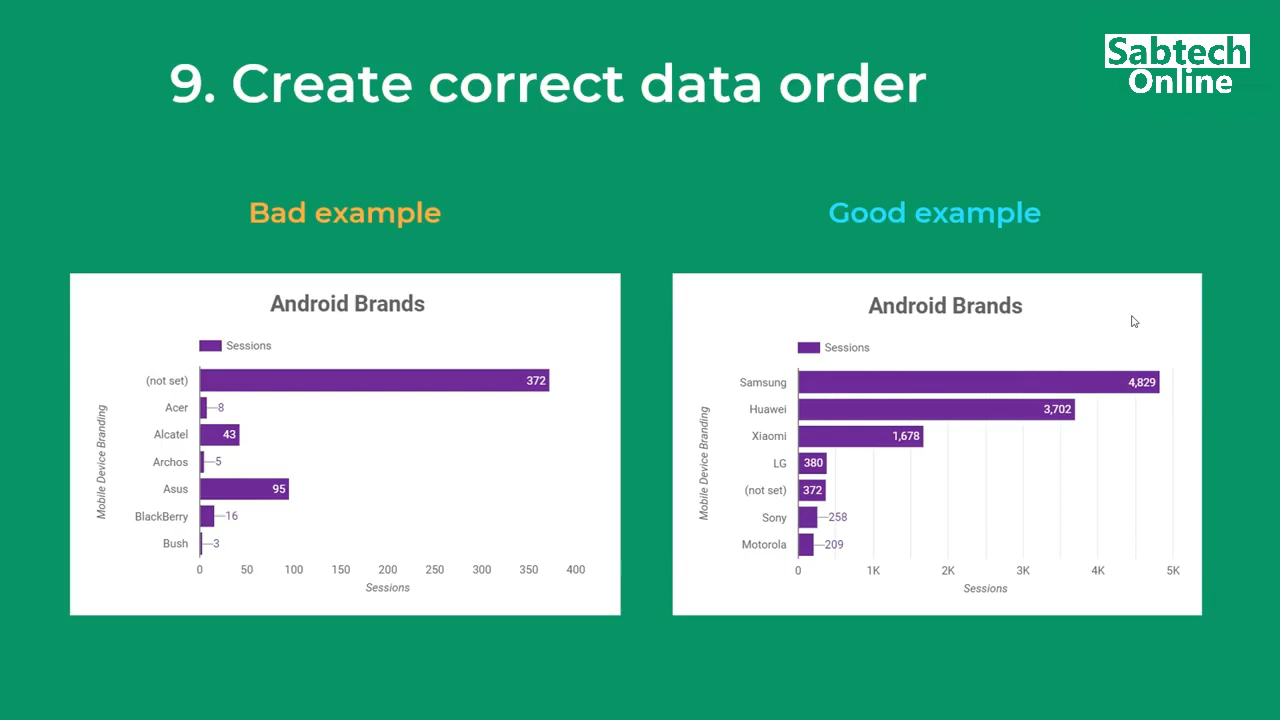 9. Create correct data order
Sabtech
Online
Bad example
Good example
Android Brands
Sessions
Mobile Device Branding
(not set) 372
Acer 8
Alcatel 43
Archos 5
Asus 95
BlackBerry 16
Bush 3
0 50 100 150 200 250 300 350 400
Sessions
Android Brands
Sessions
Mobile Device Branding
Samsung 4,829
Huawei 3,702
Xiaomi 1,678
LG 380
(not set) 372
Sony 258
Motorola 209
0 1K 2K 3K 4K 5K
Sessions